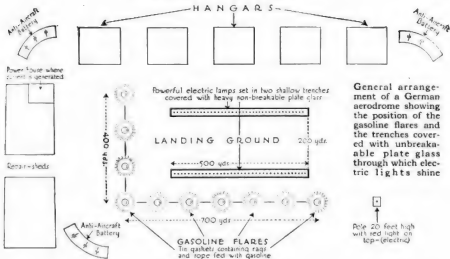 HANGARS
Anti-Aircraft
Battery
Anti-Aircraft
Battery
Power house where
current is generated
Powerful electric lamps set in two shallow trenches
covered with heavy non-breakable plate glass
General arrange-
ment of a German
aerodrome showing
the position of the
gasoline flares and
the trenches cover-
ed with unbreaka-
able plate glass
through which elec-
tric lights shine
400 yds.
LANDING GROUND
200 yds.
500 yds.
Repair-sheds
700 yds.
Anti-Aircraft
Battery
GASOLINE FLARES
Tin baskets containing rags
and rope fed with gasoline
Pole 20 feet high
with red light on
top-(electric)